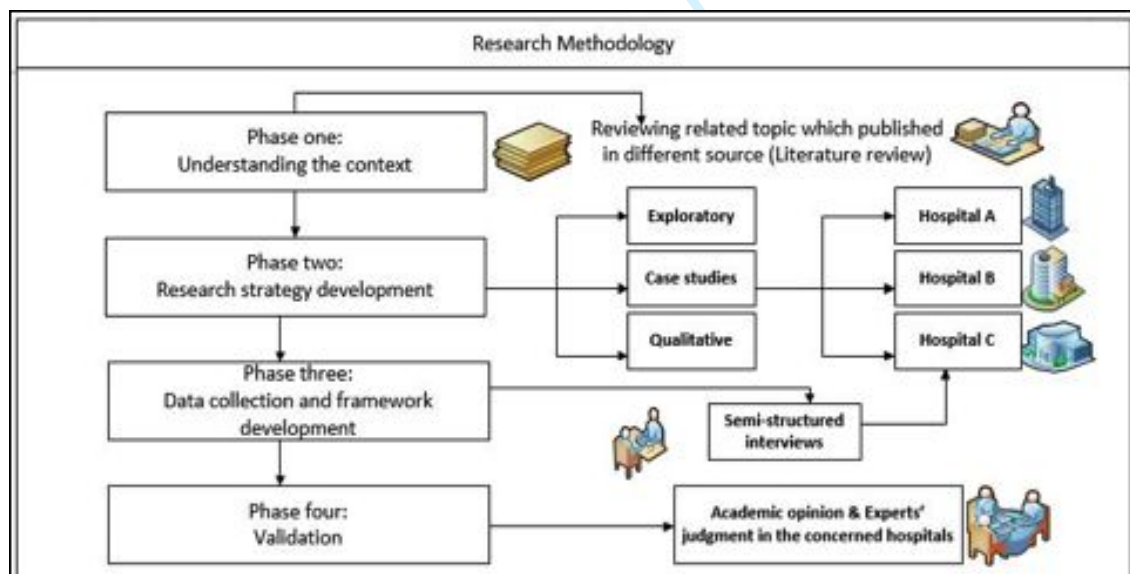 Research Methodology
Phase one:
Understanding the context
Reviewing related topic which published
in different source (Literature review)
Phase two:
Research strategy development
Exploratory
Case studies
Qualitative
Hospital A
Hospital B
Hospital C
Phase three:
Data collection and framework
development
Semi-structured
interviews
Phase four:
Validation
Academic opinion & Experts'
judgment in the concerned hospitals